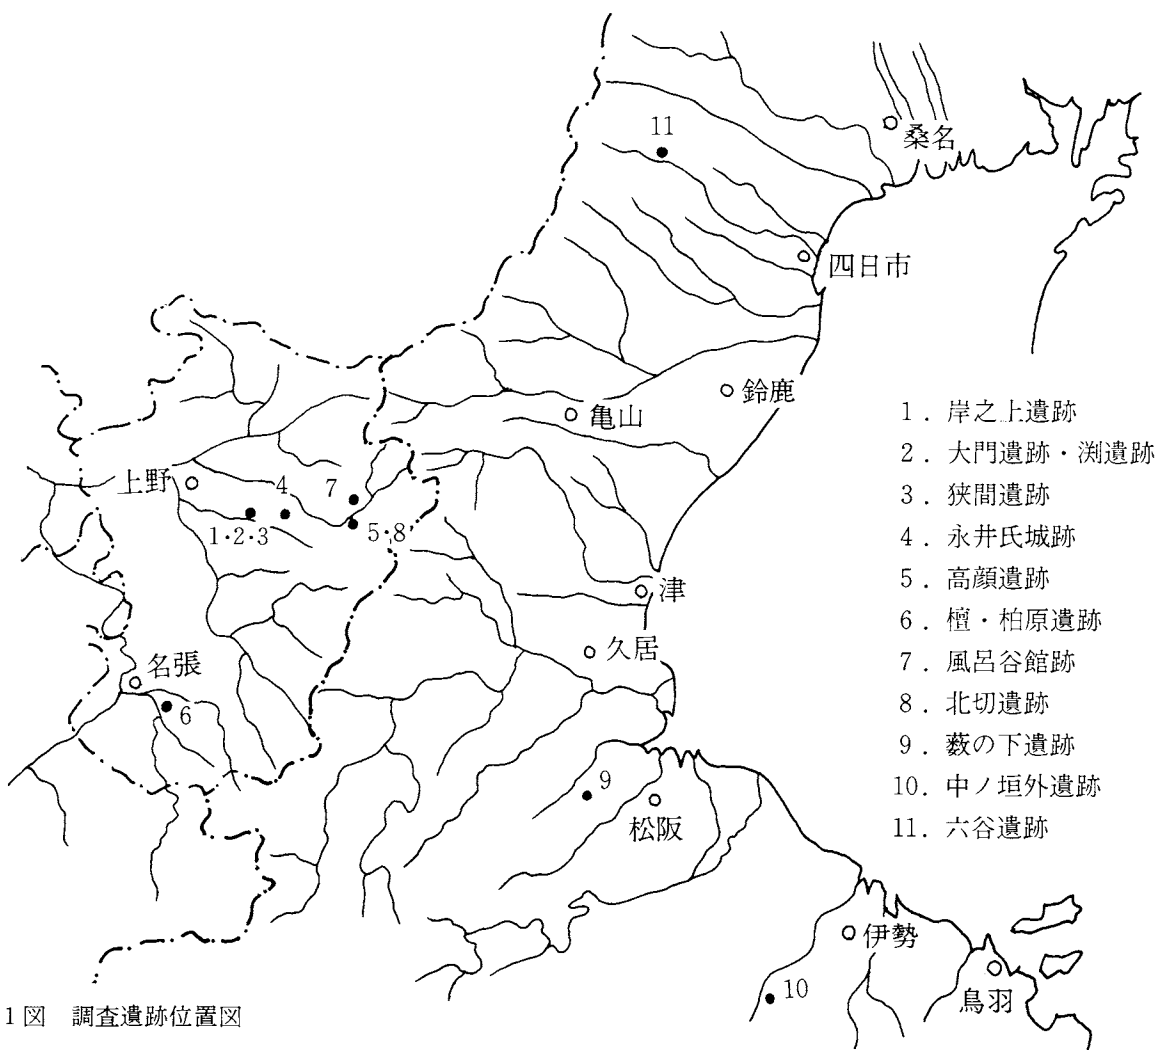 11
桑名
四日市
鈴鹿
亀山
上野
4
7
1·2·3
5·8
津
久居
名張
6
9
松阪
伊勢
10
鳥羽
1．岸之上遺跡
2．大門遺跡・渕遺跡
3．狭間遺跡
4．永井氏城跡
5．高顔遺跡
6．檀・柏原遺跡
7．風呂谷館跡
8．北切遺跡
9．薮の下遺跡
10．中ノ垣外遺跡
11．六谷遺跡
1図　調査遺跡位置図